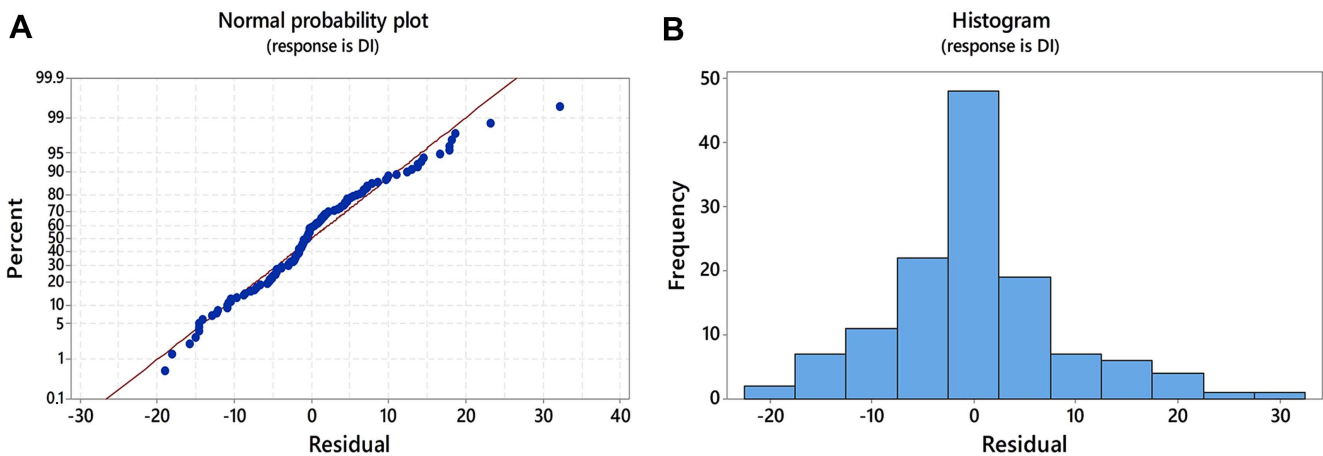 A
Normal probability plot
(response is DI)
Percent
99.9
99
95
90
80
70
60
50
40
30
20
10
5
1
0.1
-30 -20 -10 0 10 20 30 40
Residual
B
Histogram
(response is DI)
Frequency
50
40
30
20
10
0
-20 -10 0 10 20 30
Residual